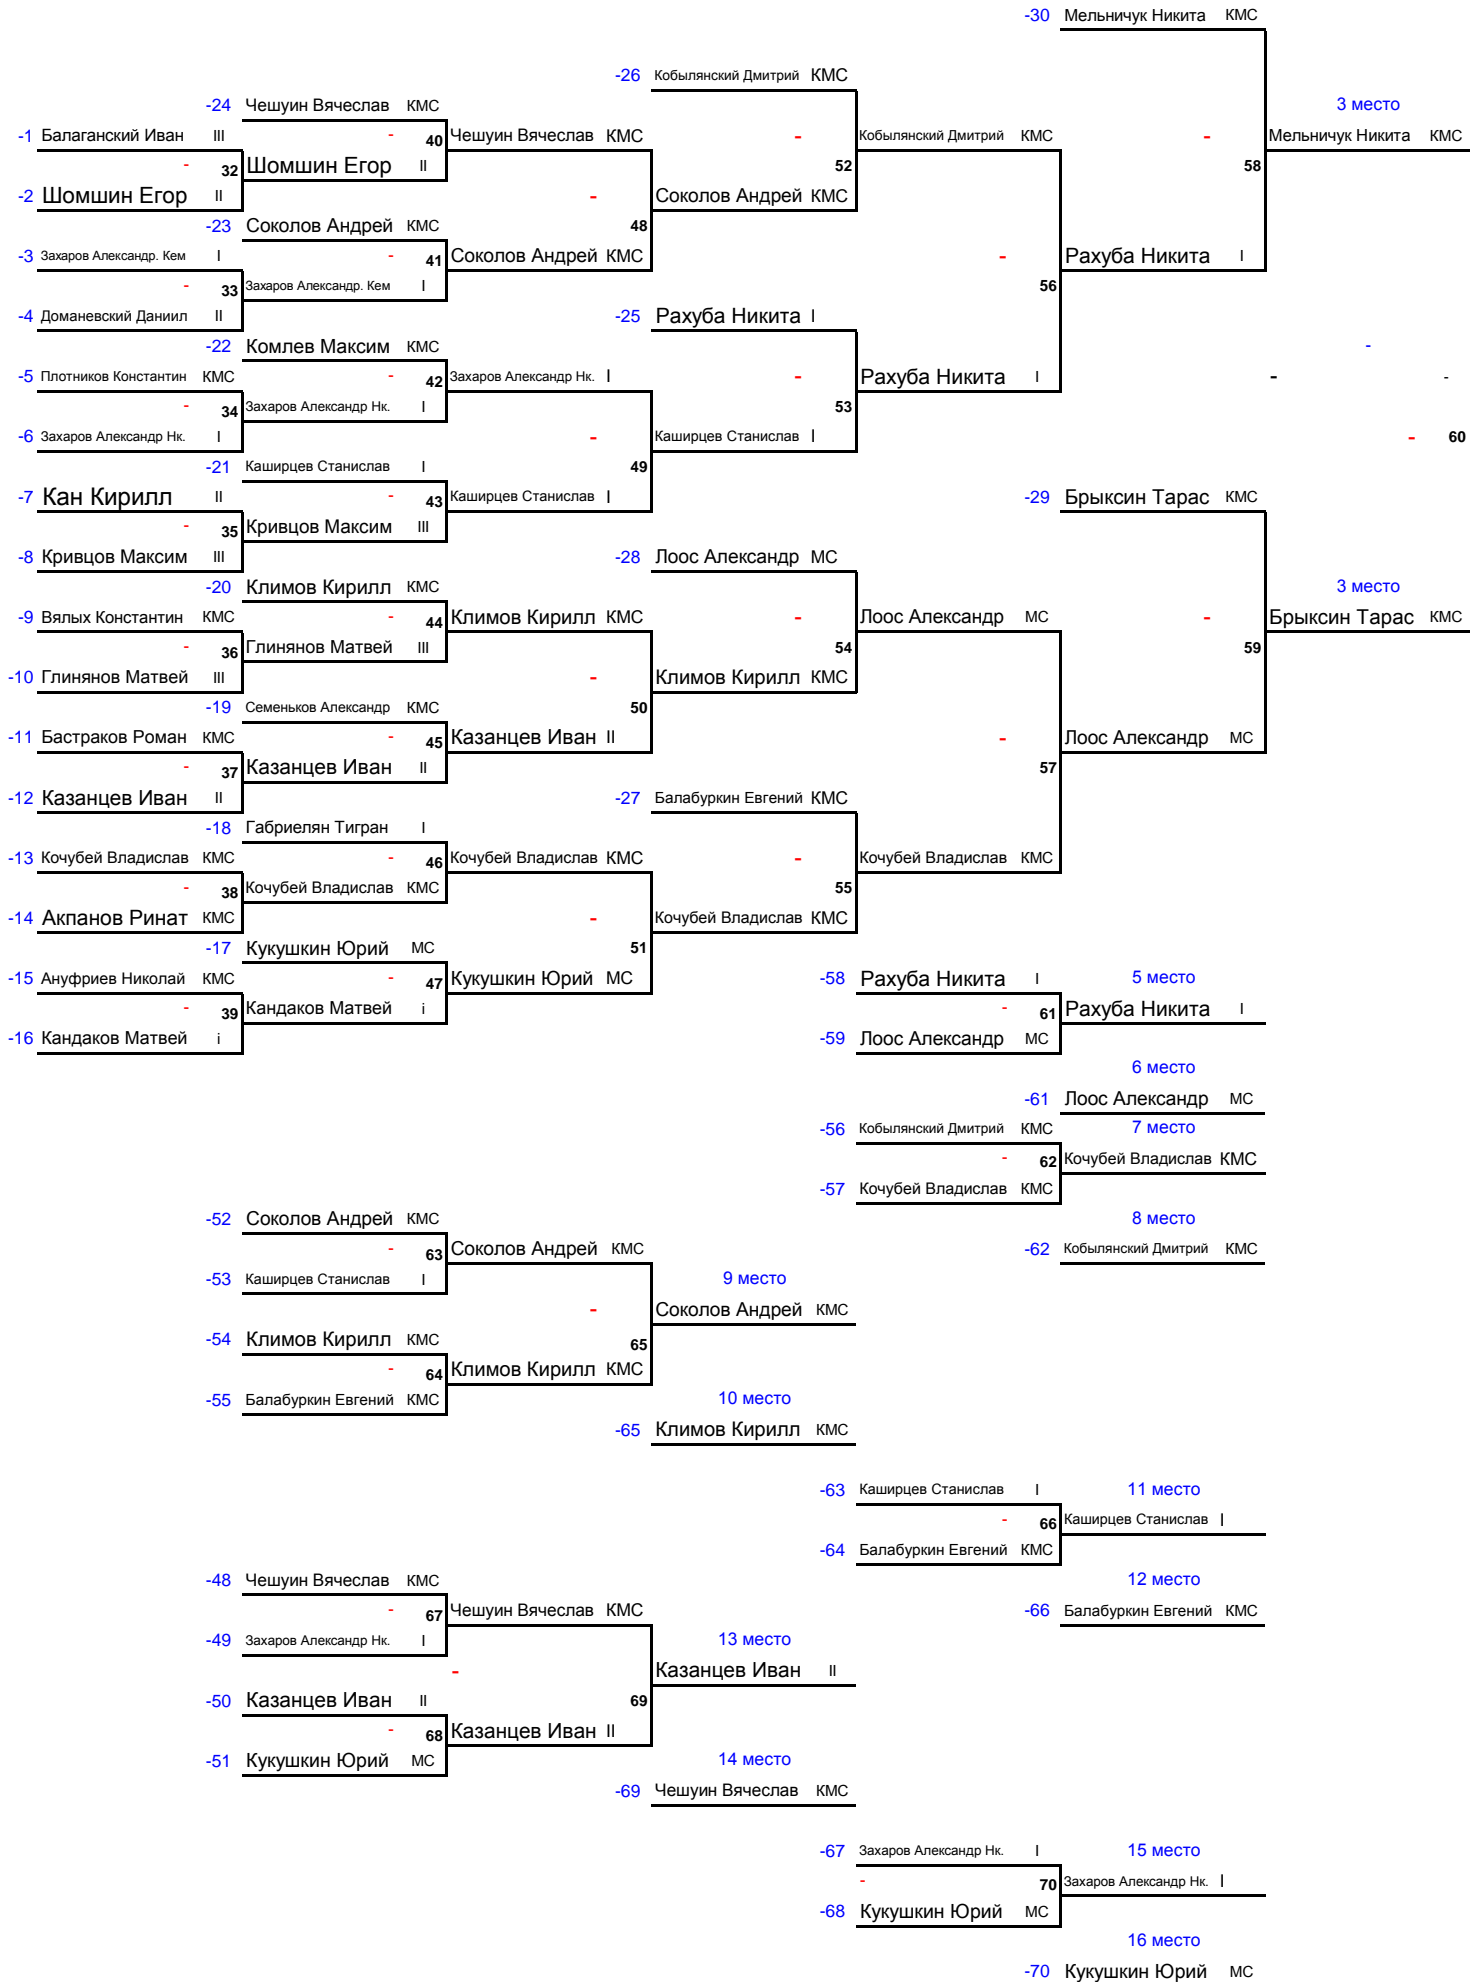 -30 Мельничук Никита КМС
-26 Кобылянский Дмитрий КМС
-24 Чешуин Вячеслав КМС 3 место
-1 Балаганский Иван III - 40 Чешуин Вячеслав КМС - Кобылянский Дмитрий КМС - Мельничук Никита КМС
- 32 Шомшин Егор II 52 58
-2 Шомшин Егор II - Соколов Андрей КМС
-23 Соколов Андрей КМС 48
-3 Захаров Александр. Кем I - 41 Соколов Андрей КМС - Рахуба Никита I
- 33 Захаров Александр. Кем I 56
-4 Доманевский Даниил II -25 Рахуба Никита I
-22 Комлев Максим КМС -
-5 Плотников Константин КМС - 42 Захаров Александр Нк. I - Рахуба Никита I - -
- 34 Захаров Александр Нк. I 53
-6 Захаров Александр Нк. I - Каширцев Станислав I - 60
-21 Каширцев Станислав I 49
-7 Кан Кирилл II - 43 Каширцев Станислав I -29 Брыксин Тарас КМС
- 35 Кривцов Максим III
-8 Кривцов Максим III -28 Лоос Александр МС
-20 Климов Кирилл КМС 3 место
-9 Вялых Константин КМС - 44 Климов Кирилл КМС - Лоос Александр МС - Брыксин Тарас КМС
- 36 Глинянов Матвей III 54 59
-10 Глинянов Матвей III - Климов Кирилл КМС
-19 Семеньков Александр КМС 50
-11 Бастраков Роман КМС - 45 Казанцев Иван II - Лоос Александр МС
- 37 Казанцев Иван II 57
-12 Казанцев Иван II -27 Балабуркин Евгений КМС
-18 Габриелян Тигран I
-13 Кочубей Владислав КМС - 46 Кочубей Владислав КМС - Кочубей Владислав КМС
- 38 Кочубей Владислав КМС 55
-14 Акпанов Ринат КМС - Кочубей Владислав КМС
-17 Кукушкин Юрий МС 51
-15 Ануфриев Николай КМС - 47 Кукушкин Юрий МС -58 Рахуба Никита I 5 место
- 39 Кандаков Матвей i - 61 Рахуба Никита I
-16 Кандаков Матвей i -59 Лоос Александр МС
6 место
-61 Лоос Александр МС
-56 Кобылянский Дмитрий КМС 7 место
- 62 Кочубей Владислав КМС
-57 Кочубей Владислав КМС
-52 Соколов Андрей КМС 8 место
- 63 Соколов Андрей КМС -62 Кобылянский Дмитрий КМС
-53 Каширцев Станислав I 9 место
- Соколов Андрей КМС
-54 Климов Кирилл КМС 65
- 64 Климов Кирилл КМС
-55 Балабуркин Евгений КМС 10 место
-65 Климов Кирилл КМС
-63 Каширцев Станислав I 11 место
- 66 Каширцев Станислав I
-64 Балабуркин Евгений КМС
-48 Чешуин Вячеслав КМС 12 место
- 67 Чешуин Вячеслав КМС -66 Балабуркин Евгений КМС
-49 Захаров Александр Нк. I 13 место
- Казанцев Иван II
-50 Казанцев Иван II 69
- 68 Казанцев Иван II
-51 Кукушкин Юрий МС 14 место
-69 Чешуин Вячеслав КМС
-67 Захаров Александр Нк. I 15 место
- 70 Захаров Александр Нк. I
-68 Кукушкин Юрий МС
16 место
-70 Кукушкин Юрий МС